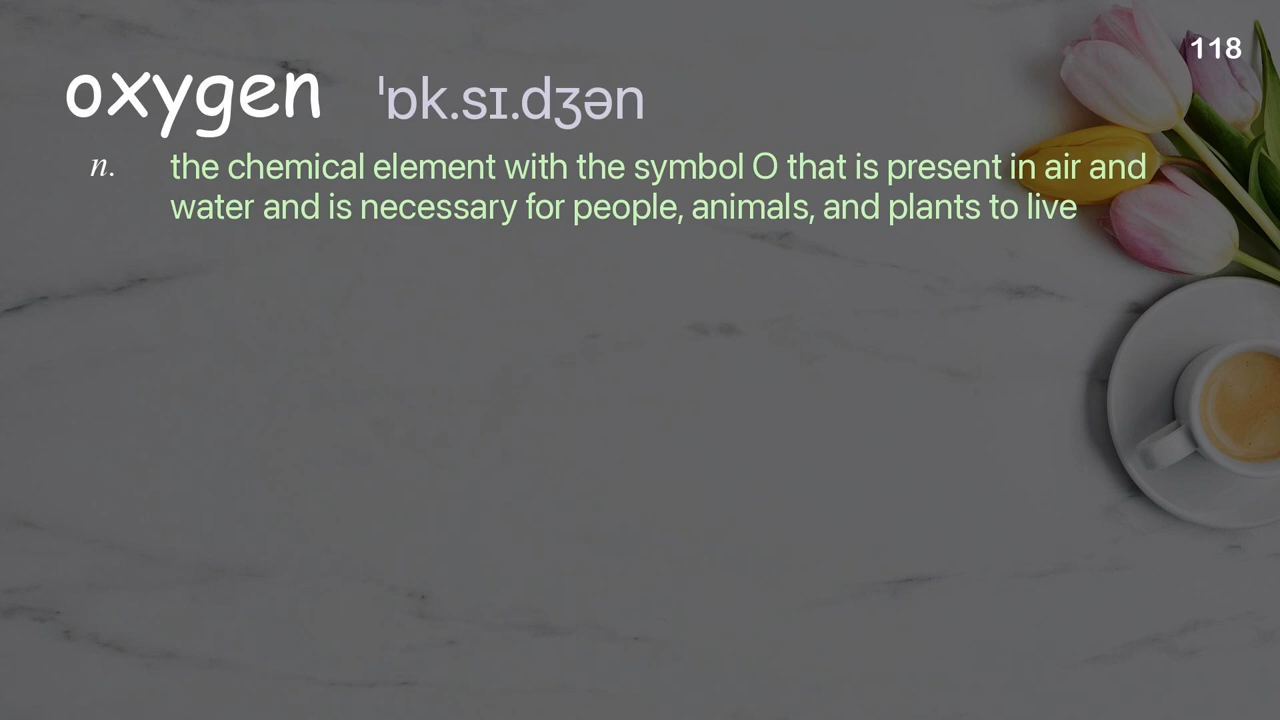 118
oxygen ˈɒk.sɪ.dʒən
n. the chemical element with the symbol O that is present in air and
water and is necessary for people, animals, and plants to live